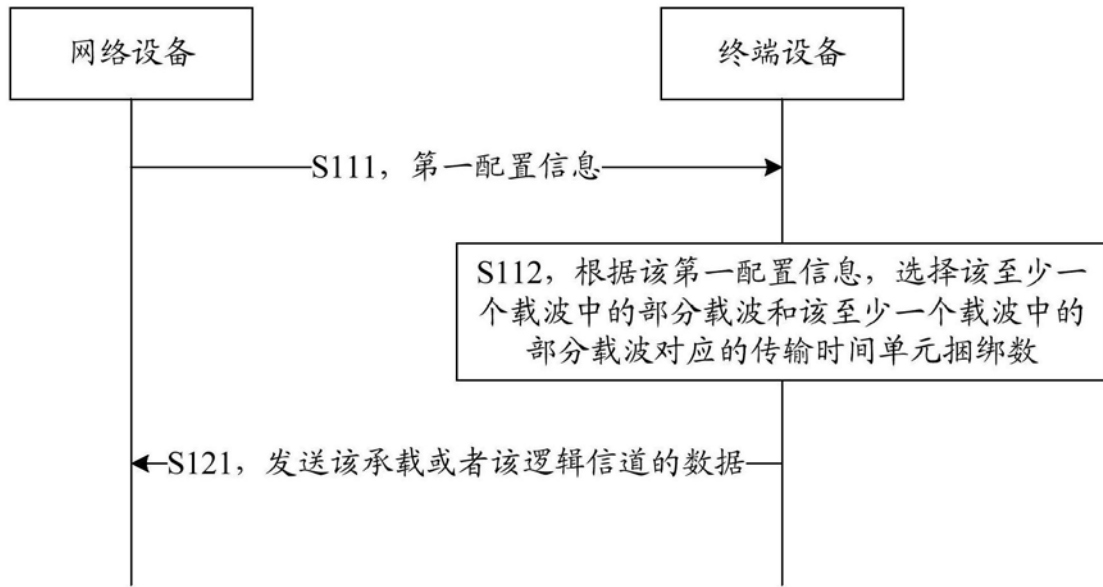 网络设备
终端设备
S111，第一配置信息
S112，根据该第一配置信息，选择该至少一
个载波中的部分载波和该至少一个载波中的
部分载波对应的传输时间单元捆绑数
S121，发送该承载或者该逻辑信道的数据